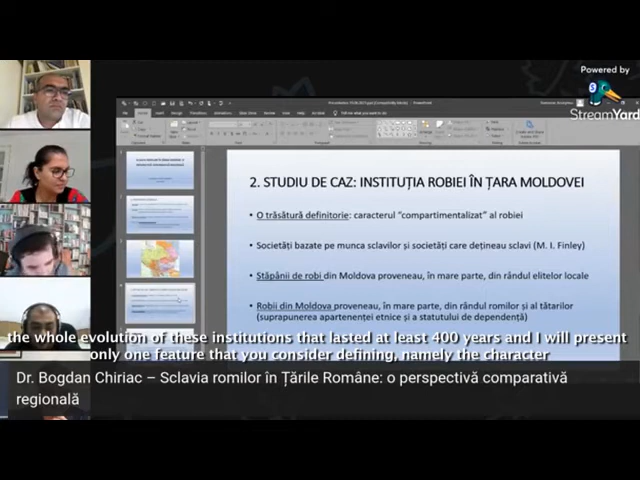 Powered by
StreamYard
2. STUDIU DE CAZ: INSTITUȚIA ROBIEI ÎN ȚARA MOLDOVEI
• O trăsătură definitorie: caracterul “compartimentalizat” al robiei
• Societăți bazate pe munca sclavilor și societăți care dețineau sclavi (M. I. Finley)
• Stăpânii de robi din Moldova proveneau, în mare parte, din rândul elitelor locale
• Robii din Moldova proveneau, în mare parte, din rândul romilor și al tătarilor
(suprapunerea apartenenței etnice și a statutului de dependență)
the whole evolution of these institutions that lasted at least 400 years and I will present
only one feature that you consider defining, namely the character
Dr. Bogdan Chiriac – Sclavia romilor în Țările Române: o perspectivă comparativă
regională